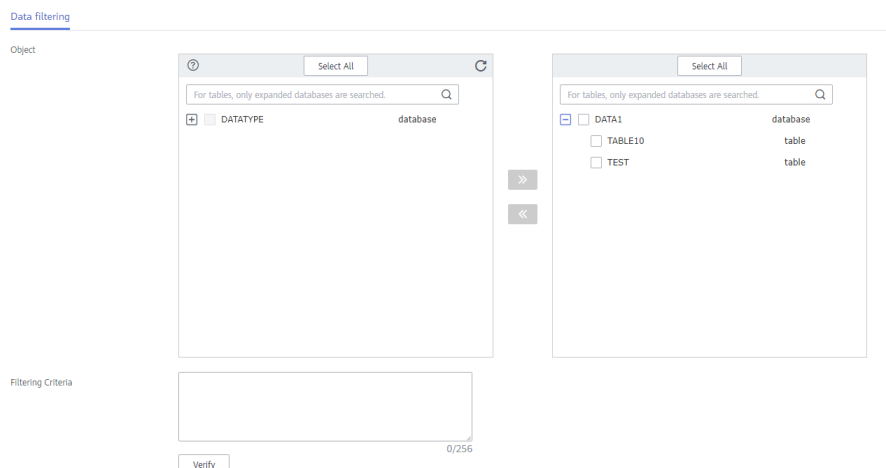 Data filtering
Object
Select All
Select All
For tables, only expanded databases are searched.
For tables, only expanded databases are searched.
DATATYPE database
DATA1 database
TABLE10 table
TEST table
Filtering Criteria
0/256
Verify